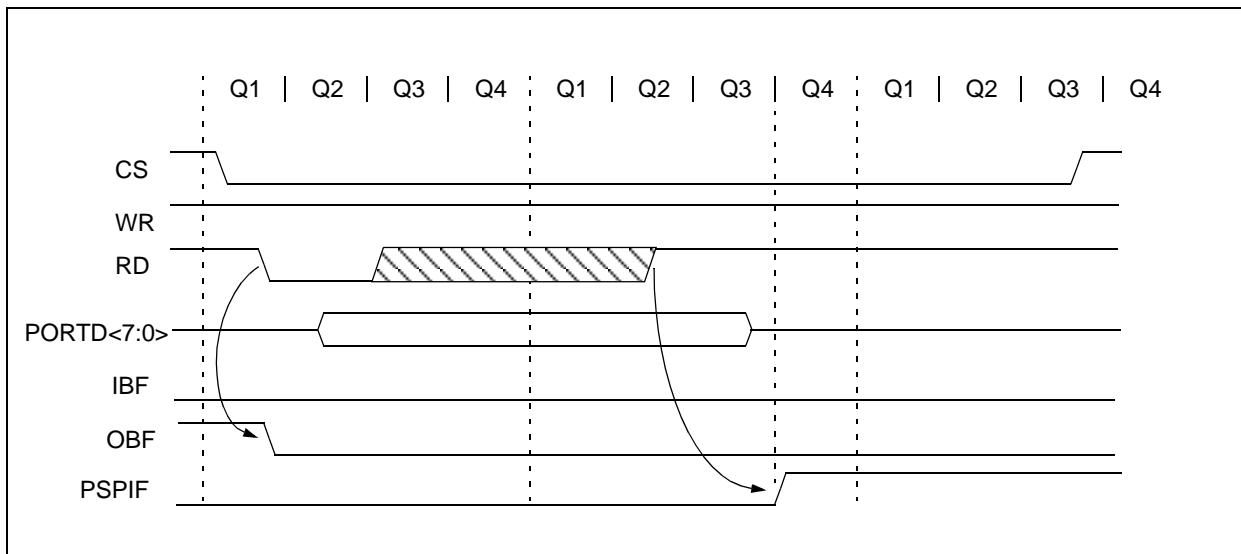 Q1 | Q2 | Q3 | Q4 Q1 | Q2 | Q3 Q4 Q1 | Q2 | Q3 | Q4
CS
WR
RD
PORTD<7:0>
IBF
OBF
PSPIF